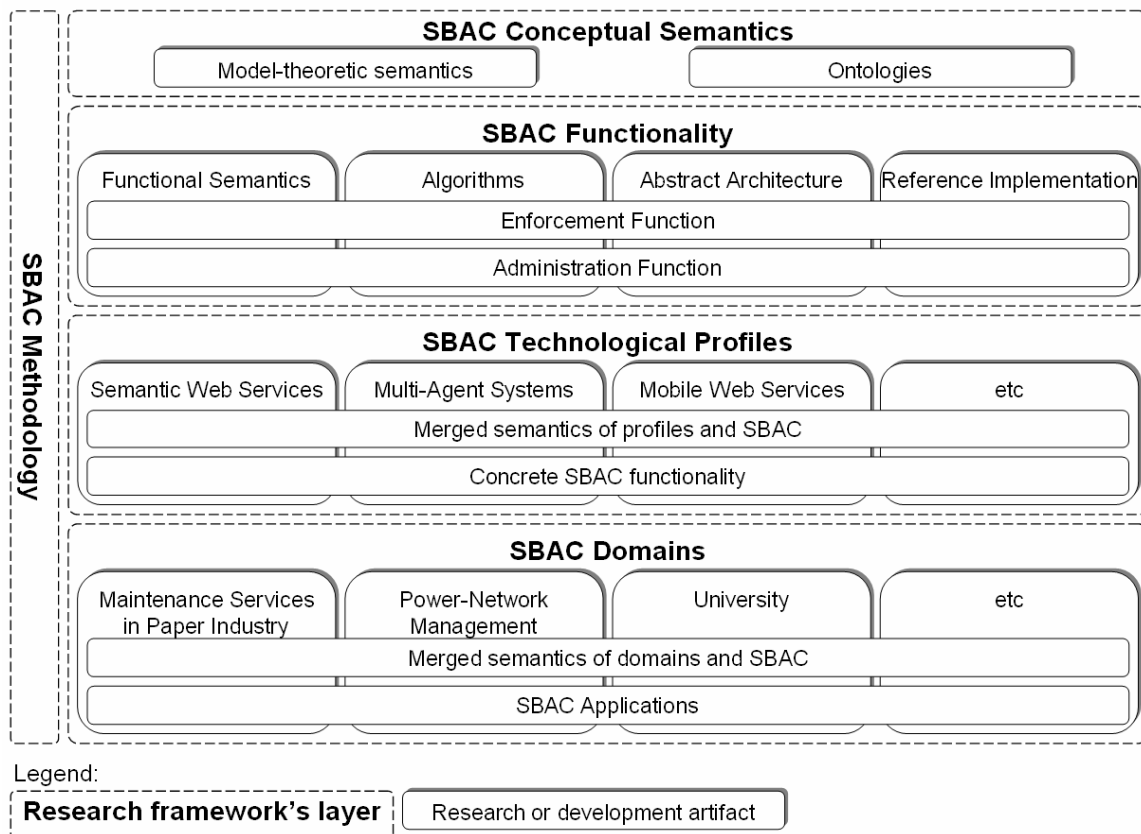 SBAC Methodology
SBAC Conceptual Semantics
Model-theoretic semantics
Ontologies
SBAC Functionality
Functional Semantics
Algorithms
Abstract Architecture
Reference Implementation
Enforcement Function
Administration Function
SBAC Technological Profiles
Semantic Web Services
Multi-Agent Systems
Mobile Web Services
etc
Merged semantics of profiles and SBAC
Concrete SBAC functionality
SBAC Domains
Maintenance Services
in Paper Industry
Power-Network
Management
University
etc
Merged semantics of domains and SBAC
SBAC Applications
Legend:
Research framework's layer
Research or development artifact